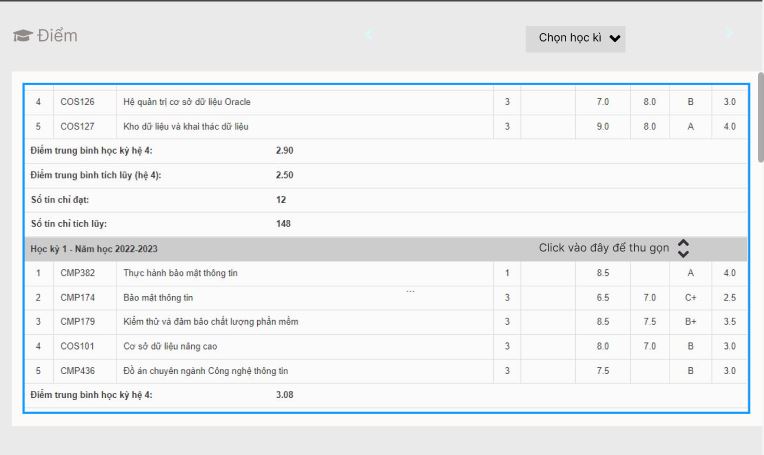 Điểm
Chọn học kì
4 COS126 Hệ quản trị cơ sở dữ liệu Oracle 3 7.0 8.0 B 3.0
5 COS127 Kho dữ liệu và khai thác dữ liệu 3 9.0 8.0 A 4.0
Điểm trung bình học kỳ hệ 4: 2.90
Điểm trung bình tích lũy (hệ 4): 2.50
Số tín chỉ đạt: 12
Số tín chỉ tích lũy: 148
Học kỳ 1 - Năm học 2022-2023 Click vào đây để thu gọn
1 CMP382 Thực hành bảo mật thông tin 1 8.5 A 4.0
2 CMP174 Bảo mật thông tin ... 3 6.5 7.0 C+ 2.5
3 CMP179 Kiểm thử và đảm bảo chất lượng phần mềm 3 8.5 7.5 B+ 3.5
4 COS101 Cơ sở dữ liệu nâng cao 3 8.0 7.0 B 3.0
5 CMP436 Đồ án chuyên ngành Công nghệ thông tin 3 7.5 B 3.0
Điểm trung bình học kỳ hệ 4: 3.08